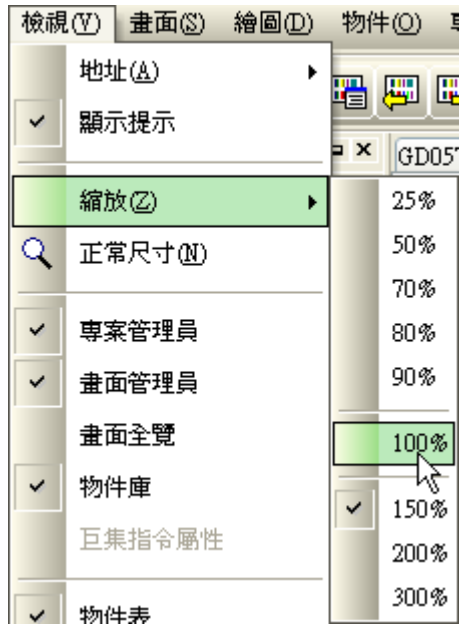 檢視(V) 畫面(S) 繪圖(D) 物件(O)
地址(A)
顯示提示
GD057
縮放(Z)
25%
正常尺寸(N)
50%
70%
專案管理員
80%
畫面管理員
90%
畫面全覽
100%
物件庫
150%
巨集指令屬性
200%
300%
物件表